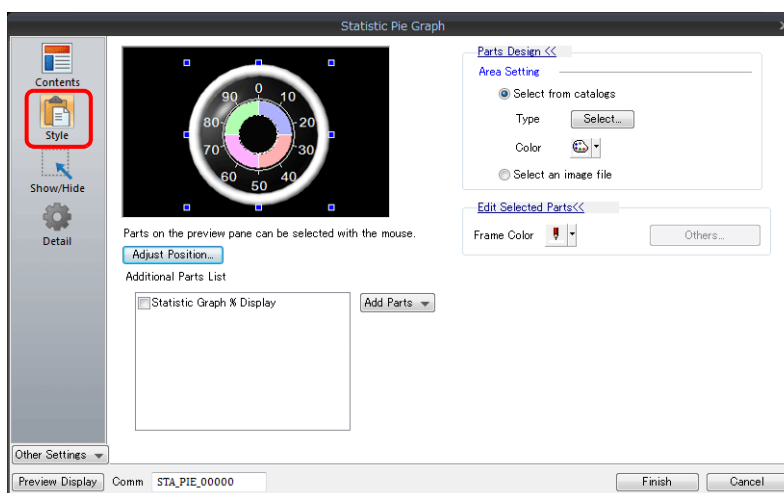 Statistic Pie Graph
Contents
Style
Show/Hide
Detail
0
10
20
30
40
50
60
70
80
90
Parts on the preview pane can be selected with the mouse.
Adjust Position...
Additional Parts List
Statistic Graph % Display
Add Parts
Parts Design <<
Area Setting
Select from catalogs
Type Select...
Color
Select an image file
Edit Selected Parts<<
Frame Color Others...
Other Settings
Preview Display Comm STA_PIE_00000 Finish Cancel